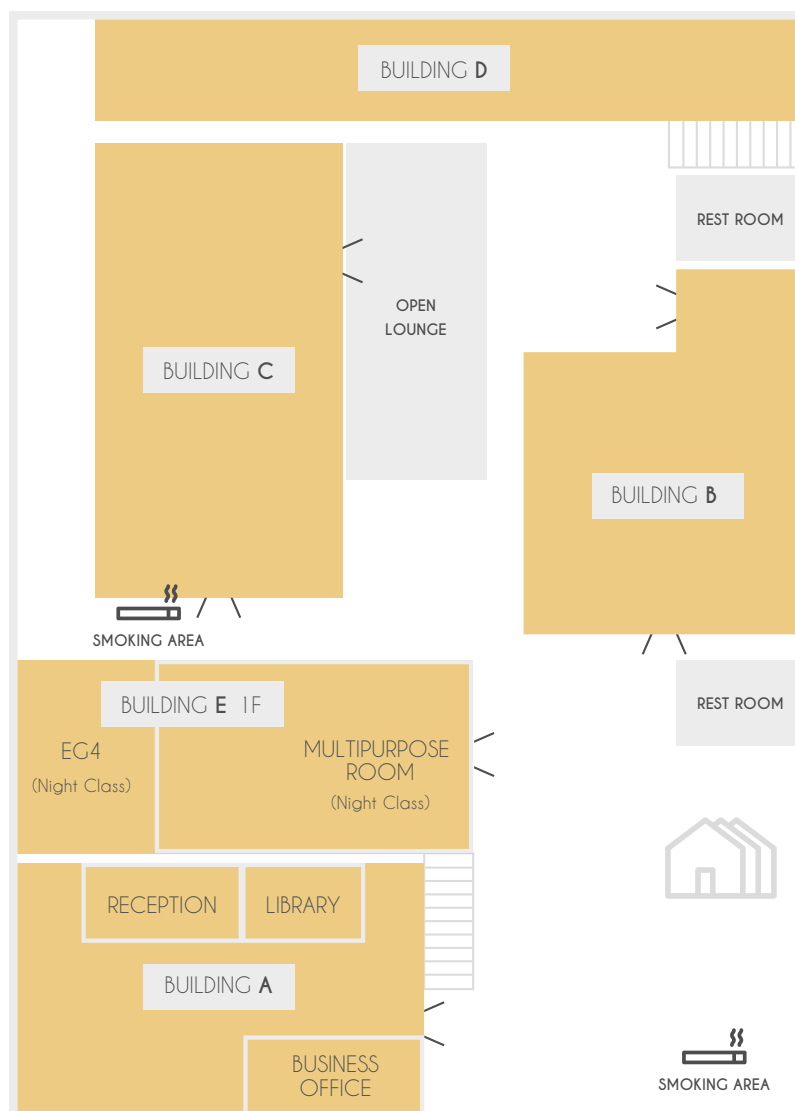 BUILDING D
REST ROOM
OPEN
LOUNGE
BUILDING C
BUILDING B
SMOKING AREA
BUILDING E 1F
REST ROOM
EG4
(Night Class)
MULTIPURPOSE
ROOM
(Night Class)
RECEPTION
LIBRARY
BUILDING A
BUSINESS
OFFICE
SMOKING AREA